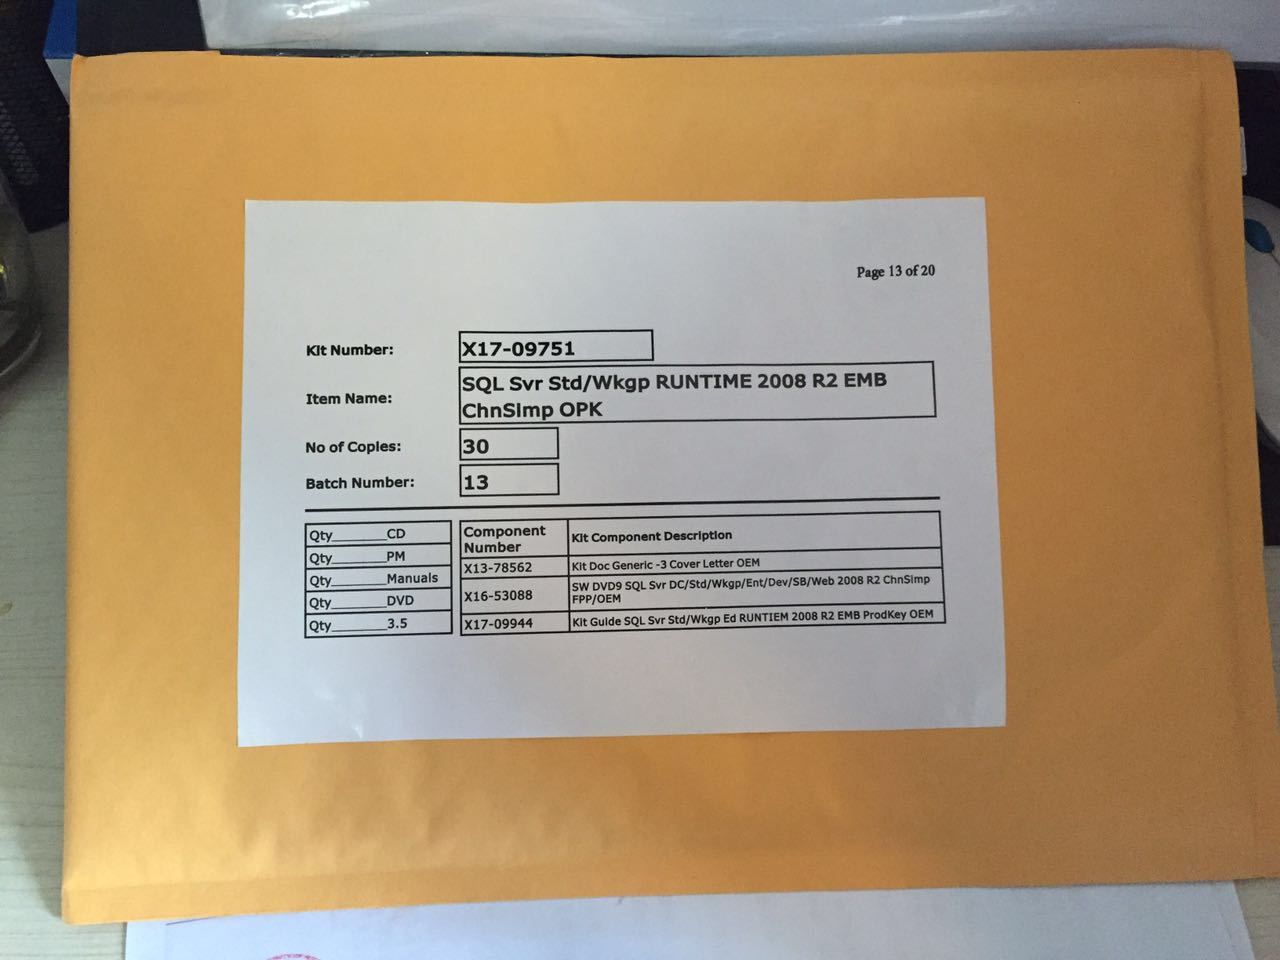 Page 13 of 20
Kit Number:
X17-09751
Item Name:
SQL Svr Std/Wkgp RUNTIME 2008 R2 EMB
ChnSimp OPK
No of Copies:
30
Batch Number:
13
Qty_______CD
Qty_______PM
Qty_______Manuals
Qty_______DVD
Qty_______3.5
Component
Number
Kit Component Description
X13-78562
Kit Doc Generic -3 Cover Letter OEM
X16-53088
SW DVD9 SQL Svr DC/Std/Wkgp/Ent/Dev/SB/Web 2008 R2 ChnSimp
FPP/OEM
X17-09944
Kit Guide SQL Svr Std/Wkgp Ed RUNTIEM 2008 R2 EMB ProdKey OEM